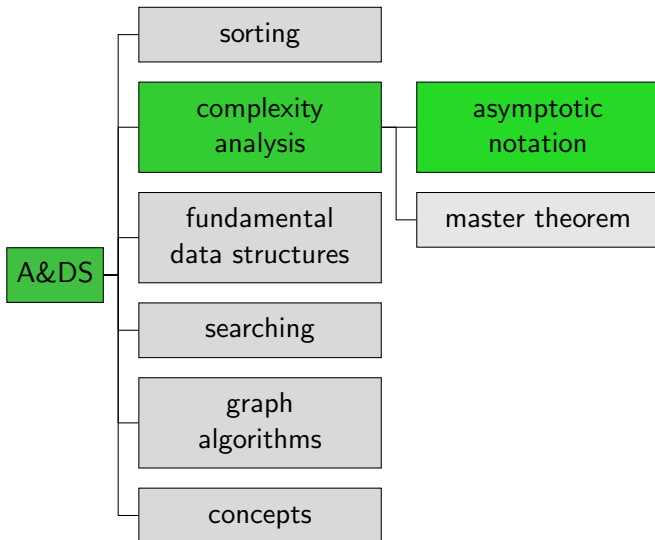 sorting
complexity
analysis
asymptotic
notation
fundamental
data structures
master theorem
A&DS
searching
graph
algorithms
concepts